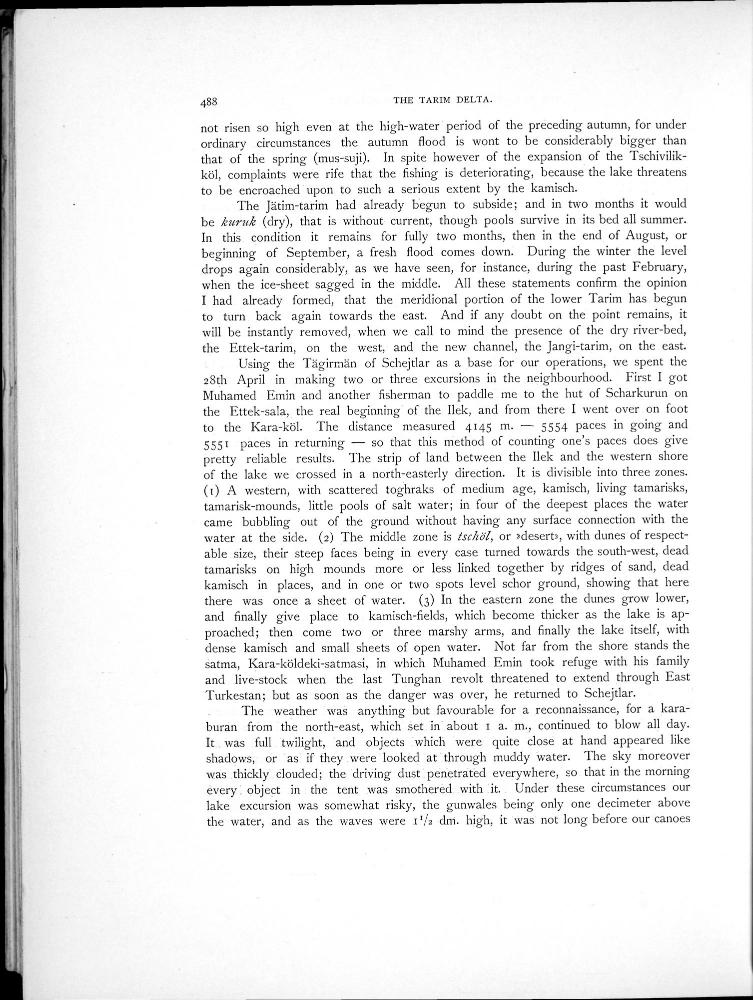 488
THE TARIM DELTA.
not risen so high even at the high-water period of the preceding autumn, for under
ordinary circumstances the autumn flood is wont to be considerably bigger than
that of the spring (mus-suji). In spite however of the expansion of the Tschivilik-
köl, complaints were rife that the fishing is deteriorating, because the lake threatens
to be encroached upon to such a serious extent by the kamisch.
The Jätim-tarim had already begun to subside; and in two months it would
be kuruk (dry), that is without current, though pools survive in its bed all summer.
In this condition it remains for fully two months, then in the end of August, or
beginning of September, a fresh flood comes down. During the winter the level
drops again considerably, as we have seen, for instance, during the past February,
when the ice-sheet sagged in the middle. All these statements confirm the opinion
I had already formed, that the meridional portion of the lower Tarim has begun
to turn back again towards the east. And if any doubt on the point remains, it
will be instantly removed, when we call to mind the presence of the dry river-bed,
the Ettek-tarim, on the west, and the new channel, the Jangi-tarim, on the east.
Using the Tägirmän of Schejtlar as a base for our operations, we spent the
28th April in making two or three excursions in the neighbourhood. First I got
Muhamed Emin and another fisherman to paddle me to the hut of Scharkurun on
the Ettek-sala, the real beginning of the Ilek, and from there I went over on foot
to the Kara-köl. The distance measured 4145 m. — 5554 paces in going and
5551 paces in returning — so that this method of counting one's paces does give
pretty reliable results. The strip of land between the Ilek and the western shore
of the lake we crossed in a north-easterly direction. It is divisible into three zones.
(1) A western, with scattered toghraks of medium age, kamisch, living tamarisks,
tamarisk-mounds, little pools of salt water; in four of the deepest places the water
came bubbling out of the ground without having any surface connection with the
water at the side. (2) The middle zone is tschöl, or »desert», with dunes of respect-
able size, their steep faces being in every case turned towards the south-west, dead
tamarisks on high mounds more or less linked together by ridges of sand, dead
kamisch in places, and in one or two spots level schor ground, showing that here
there was once a sheet of water. (3) In the eastern zone the dunes grow lower,
and finally give place to kamisch-fields, which become thicker as the lake is ap-
proached; then come two or three marshy arms, and finally the lake itself, with
dense kamisch and small sheets of open water. Not far from the shore stands the
satma, Kara-köldeki-satmasi, in which Muhamed Emin took refuge with his family
and live-stock when the last Tunghan revolt threatened to extend through East
Turkestan; but as soon as the danger was over, he returned to Schejtlar.
The weather was anything but favourable for a reconnaissance, for a kara-
buran from the north-east, which set in about 1 a. m., continued to blow all day.
It was full twilight, and objects which were quite close at hand appeared like
shadows, or as if they were looked at through muddy water. The sky moreover
was thickly clouded; the driving dust penetrated everywhere, so that in the morning
every object in the tent was smothered with it. Under these circumstances our
lake excursion was somewhat risky, the gunwales being only one decimeter above
the water, and as the waves were 1 1/2 dm. high, it was not long before our canoes